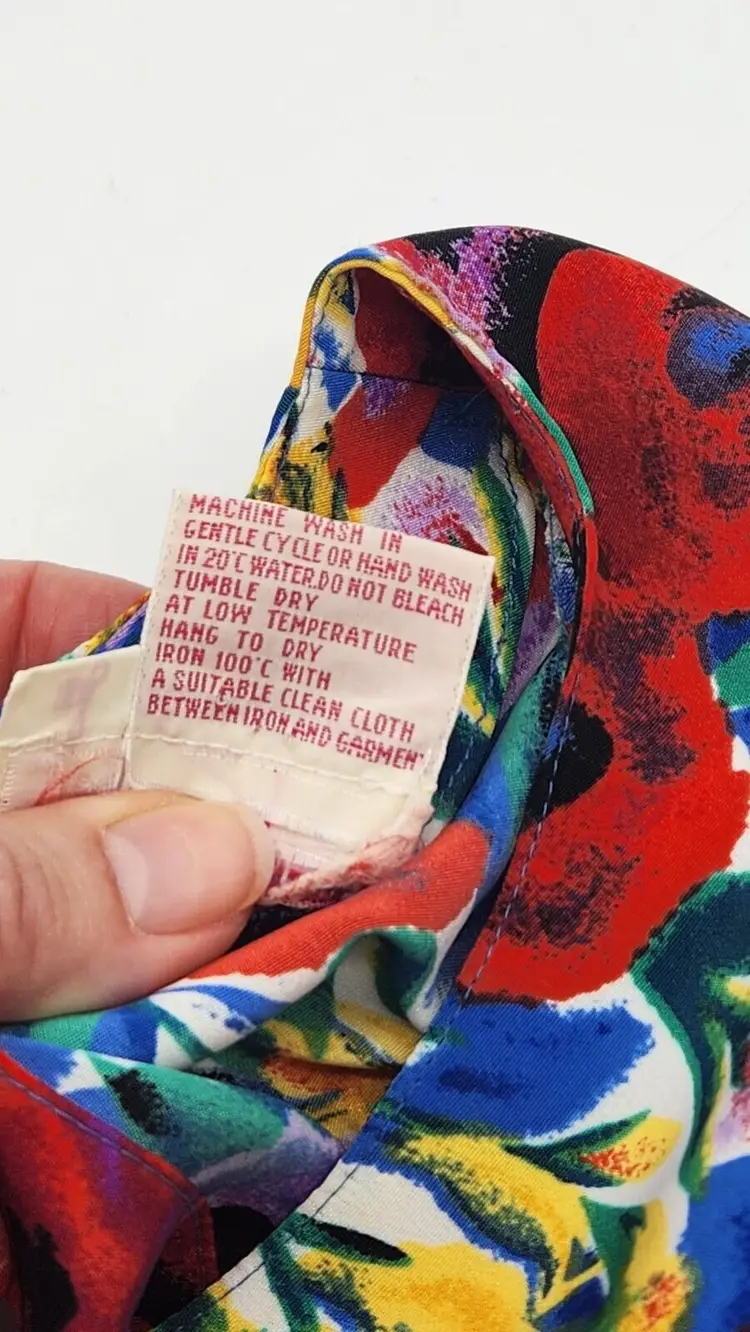 MACHINE WASH IN
GENTLE CYCLE OR HAND WASH
IN 20°C WATER.DO NOT BLEACH
TUMBLE DRY
AT LOW TEMPERATURE
HANG TO DRY
IRON 100°C WITH
A SUITABLE CLEAN CLOTH
BETWEEN IRON AND GARMEN